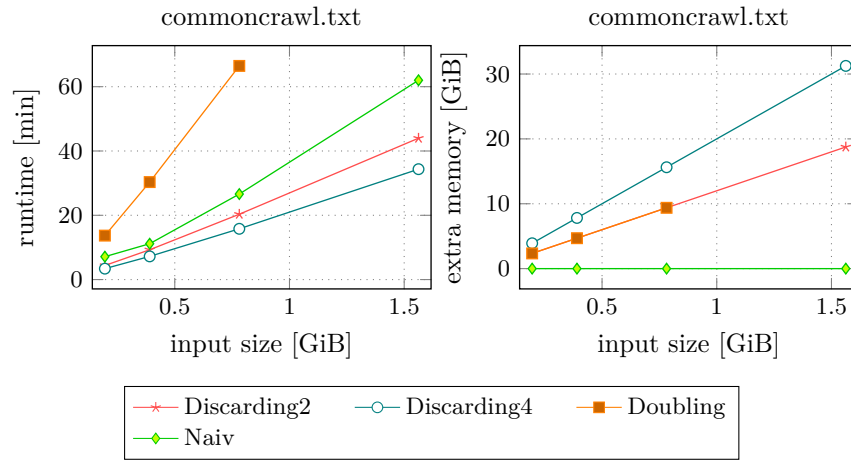 commoncrawl.txt
runtime [min]
60
40
20
0
0.5 1 1.5
input size [GiB]
commoncrawl.txt
extra memory [GiB]
30
20
10
0
0.5 1 1.5
input size [GiB]
Discarding2 Discarding4 Doubling
Naiv